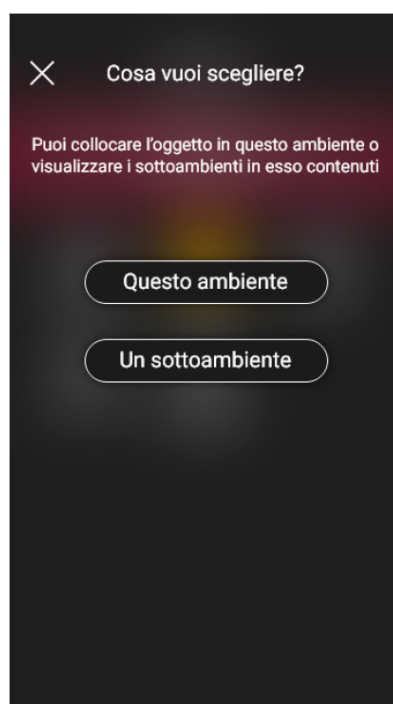 Cosa vuoi scegliere?
Puoi collocare l'oggetto in questo ambiente o
visualizzare i sottoambienti in esso contenuti
Questo ambiente
Un sottoambiente